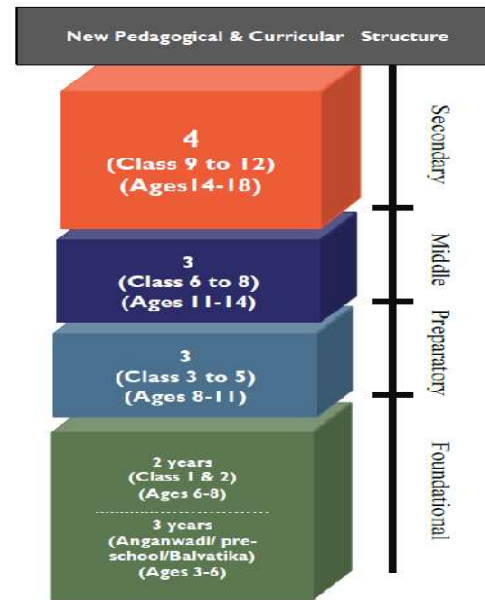 New Pedagogical & Curricular Structure
4
(Class 9 to 12)
(Ages14-18)
Secondary
3
(Class 6 to 8)
(Ages 11-14)
Middle
3
(Class 3 to 5)
(Ages 8-11)
Preparatory
2 years
(Class 1 & 2)
(Ages 6-8)
3 years
(Anganwadi/ pre-
school/Balvatika)
(Ages 3-6)
Foundational